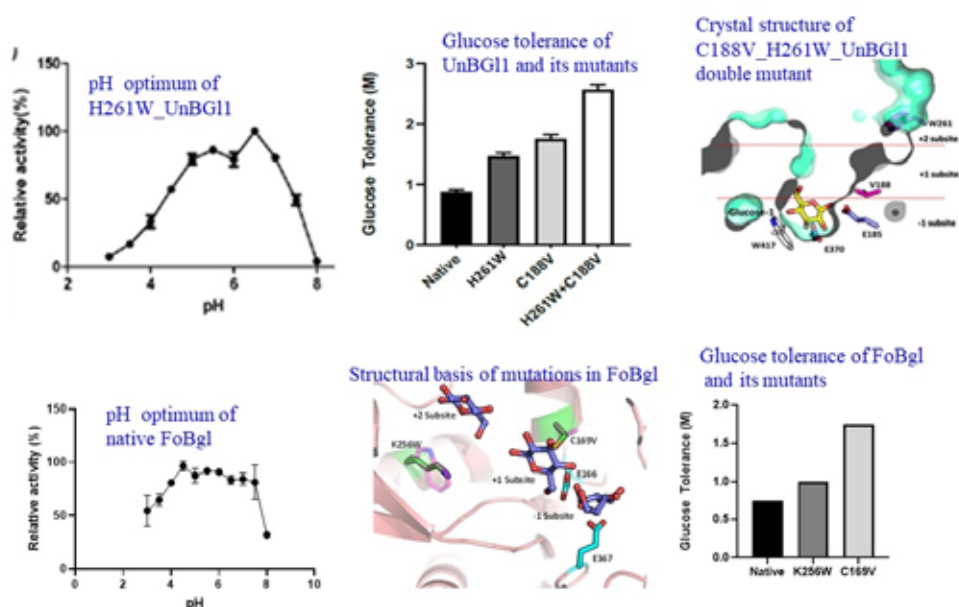 )
pH optimum of
H261W_UnBGl1
Relative activity(%)
150
100
50
0
2
4
6
8
pH
Glucose tolerance of
UnBGl1 and its mutants
Glucose Tolerance (M)
3
2
1
0
Native
H261W
C188V
H261W+C188V
Crystal structure of
C188V_H261W_UnBGl1
double mutant
W261
+2 subsite
+1 subsite
V188
Glucose-1
-1 subsite
W417
E370
E185
pH optimum of
native FoBgl
Relative activity (%)
150
100
50
0
0
2
4
6
8
10
pH
Structural basis of mutations in FoBgl
+2 Subsite
K256W
C169V
E166
+1 Subsite
-1 Subsite
E367
Glucose tolerance of FoBgl
and its mutants
Glucose Tolerance (M)
2.0
1.5
1.0
0.5
0.0
Native
K256W
C169V